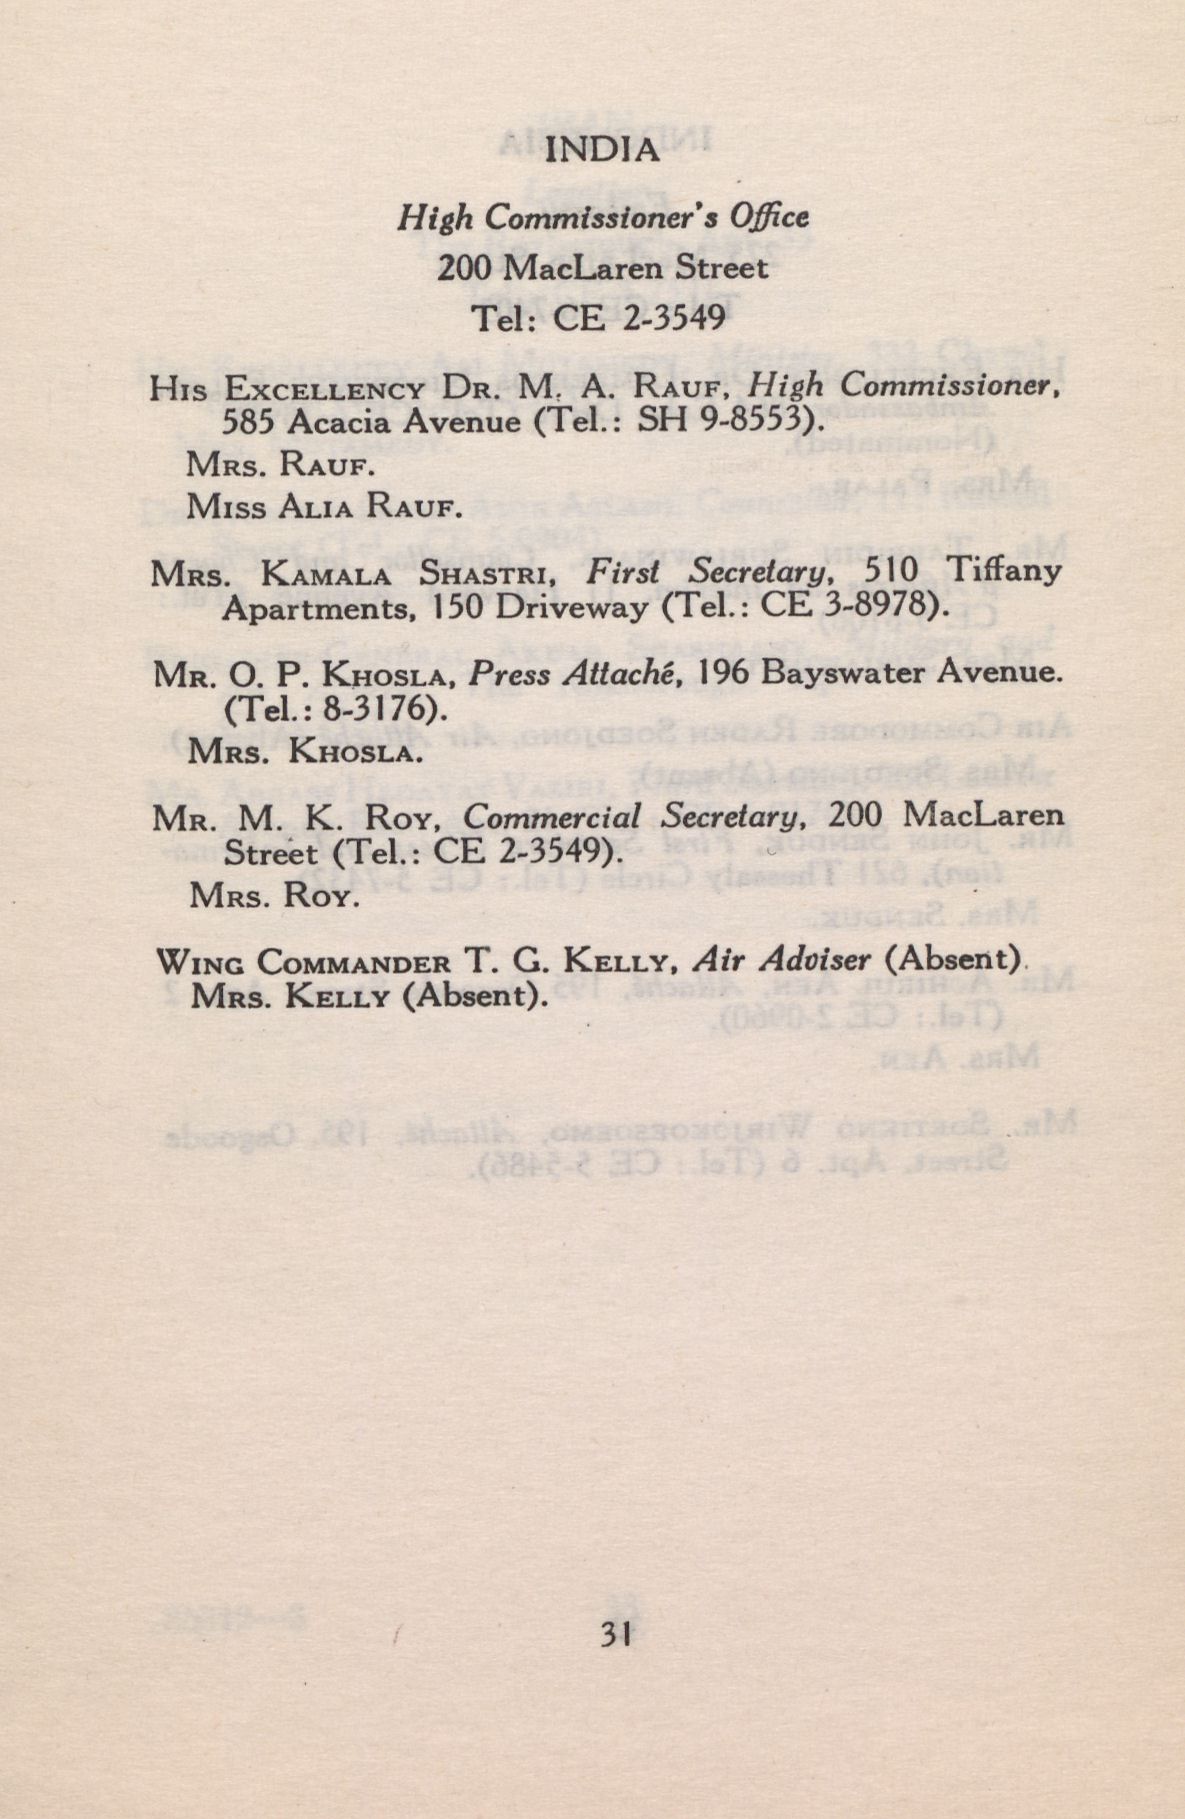 INDIA
High Commissioner's Office
200 MacLaren Street
Tel: CE 2-3549
His Excellency Dr. M. A. Rauf, High Commissioner,
585 Acacia Avenue (Tel.: SH 9-8553).
Mrs. Rauf.
Miss Alia Rauf.
Mrs. Kamala Shastri, First Secretary, 510 Tiffany
Apartments, 150 Driveway (Tel.: CE 3-8978).
Mr. O. P. Khosla, Press Attaché, 196 Bayswater Avenue.
(Tel.: 8-3176).
Mrs. Khosla.
Mr. M. K. Roy, Commercial Secretary, 200 MacLaren
Street (Tel.: CE 2-3549).
Mrs. Roy.
Wing Commander T. G. Kelly, Air Adviser (Absent).
Mrs. Kelly (Absent).
31